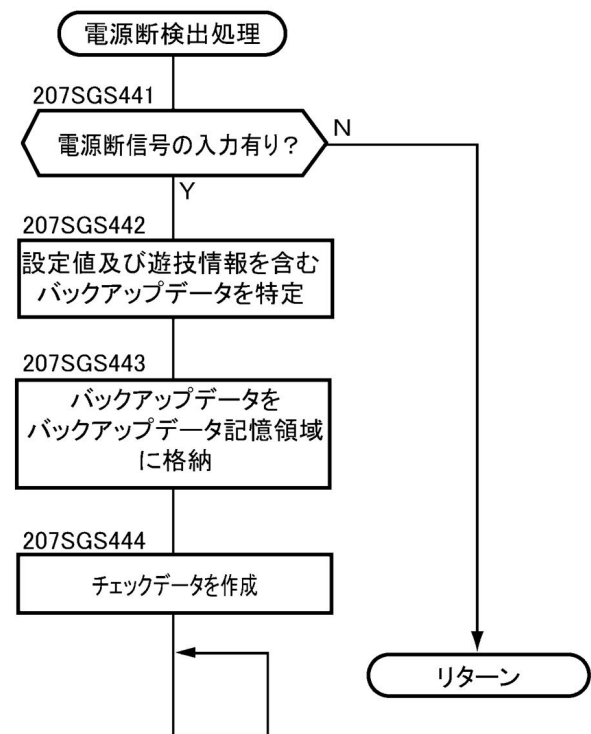 電源断検出処理
207SGS441
電源断信号の入力有り？
N
Y
207SGS442
設定値及び遊技情報を含む
バックアップデータを特定
207SGS443
バックアップデータを
バックアップデータ記憶領域
に格納
207SGS444
チェックデータを作成
リターン